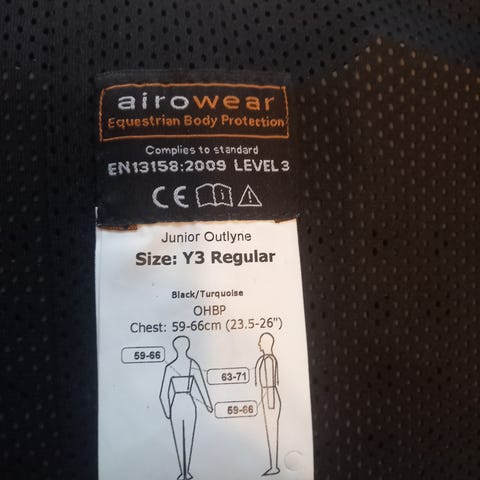 airowear
Equestrian Body Protection
Complies to standard
EN13158:2009 LEVEL 3
CE
Junior Outlyne
Size: Y3 Regular
Black/Turquoise
OHBP
Chest: 59-66cm (23.5-26")
59-66
63-71
59-66